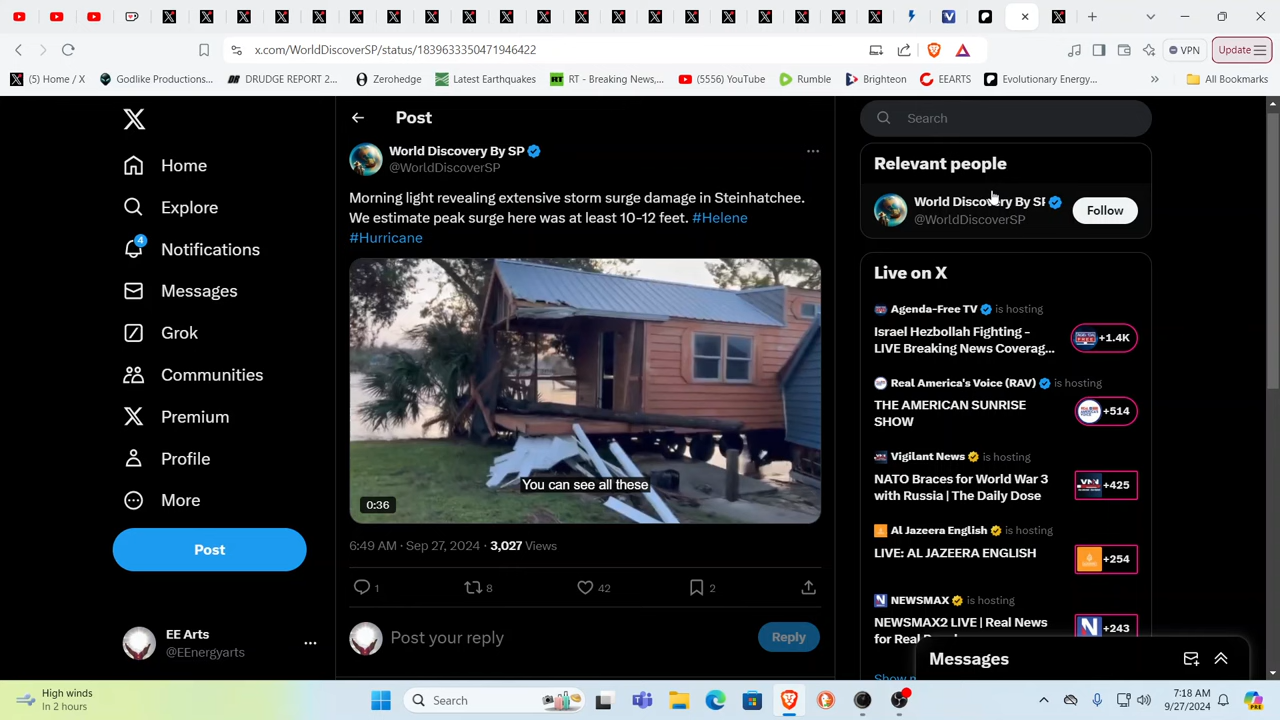 x.com/WorldDiscoverSP/status/1839633350471946422
VPN
Update
(5) Home / X
Godlike Productions...
DRUDGE REPORT 2...
Zerohedge
Latest Earthquakes
RT - Breaking News,...
(5555) YouTube
Rumble
Brighteon
EEARTS
Evolutionary Energy...
All Bookmarks
Home
Explore
4
Notifications
Messages
Grok
Communities
Premium
Profile
More
Post
EE Arts
@EEnergyarts
Post
World Discovery By SP
@WorldDiscoverSP
Morning light revealing extensive storm surge damage in Steinhatchee.
We estimate peak surge here was at least 10-12 feet. #Helene
#Hurricane
You can see all these
0:36
6:49 AM · Sep 27, 2024 · 3,027 Views
1
8
42
2
Post your reply
Reply
Search
Relevant people
World Discovery By SP
@WorldDiscoverSP
Follow
Live on X
Agenda-Free TV is hosting
Israel Hezbollah Fighting -
LIVE Breaking News Coverag...
+1.4K
Real America's Voice (RAV) is hosting
THE AMERICAN SUNRISE
SHOW
+514
Vigilant News is hosting
NATO Braces for World War 3
with Russia | The Daily Dose
+425
Al Jazeera English is hosting
LIVE: AL JAZEERA ENGLISH
+254
NEWSMAX is hosting
NEWSMAX2 LIVE | Real News
for Real
+243
Messages
High winds
In 2 hours
Search
7:18 AM
9/27/2024